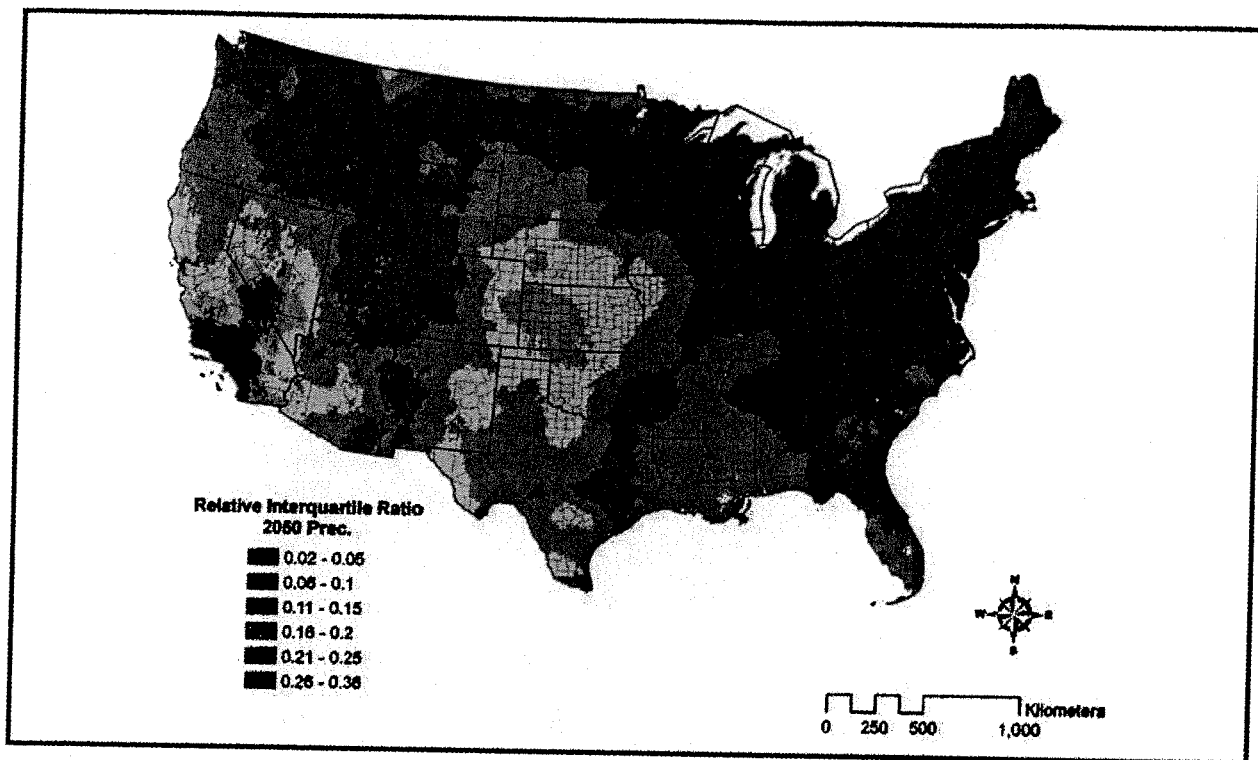 Relative Interquartile Ratio
2050 Prec.
0.02 - 0.05
0.06 - 0.1
0.11 - 0.15
0.16 - 0.2
0.21 - 0.25
0.26 - 0.36
N
W
E
S
Kilometers
0 250 500 1,000